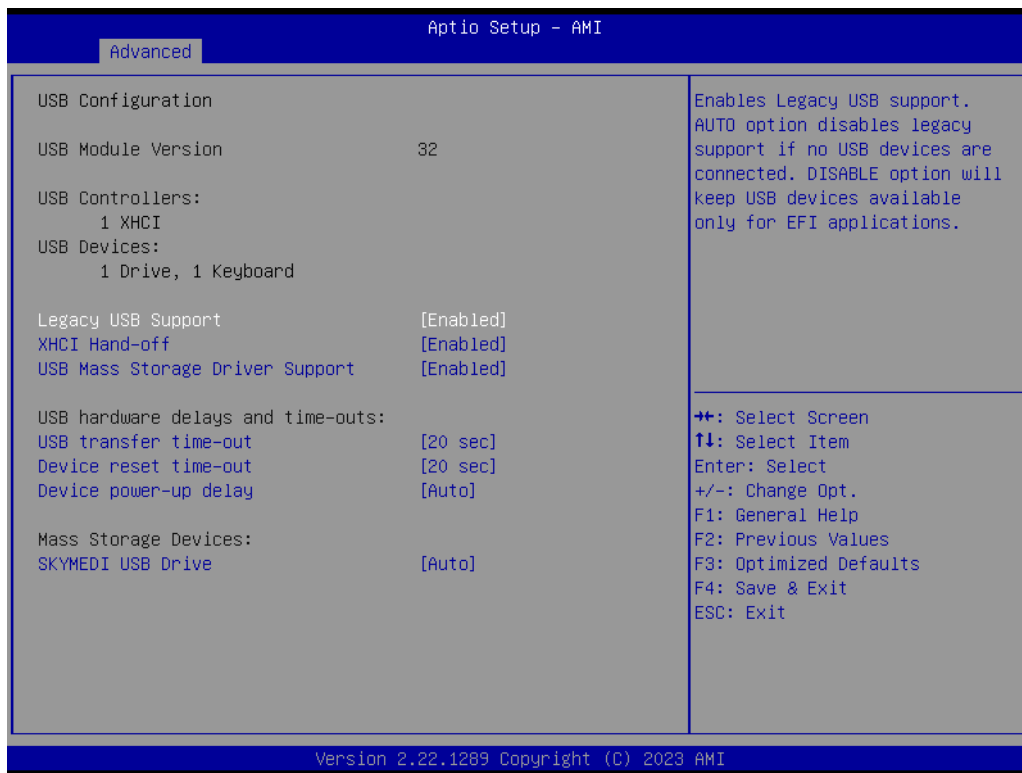 Aptio Setup – AMI
Advanced
USB Configuration
USB Module Version 32
USB Controllers:
1 XHCI
USB Devices:
1 Drive, 1 Keyboard
Legacy USB Support [Enabled]
XHCI Hand-off [Enabled]
USB Mass Storage Driver Support [Enabled]
USB hardware delays and time-outs:
USB transfer time-out [20 sec]
Device reset time-out [20 sec]
Device power-up delay [Auto]
Mass Storage Devices:
SKYMEDI USB Drive [Auto]
Enables Legacy USB support.
AUTO option disables legacy
support if no USB devices are
connected. DISABLE option will
keep USB devices available
only for EFI applications.
→←: Select Screen
↑↓: Select Item
Enter: Select
+/-: Change Opt.
F1: General Help
F2: Previous Values
F3: Optimized Defaults
F4: Save & Exit
ESC: Exit
Version 2.22.1289 Copyright (C) 2023 AMI